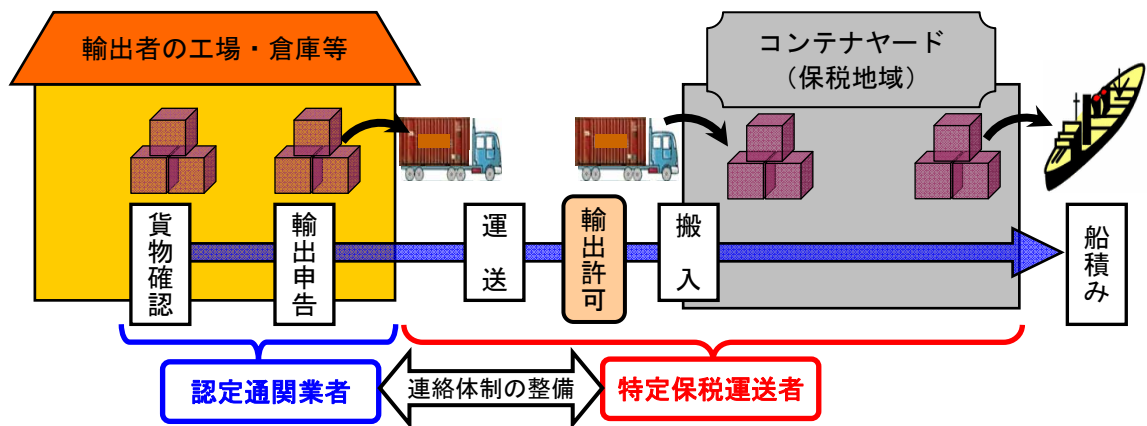 輸出者の工場・倉庫等
コンテナヤード
（保税地域）
貨物確認
輸出申告
運送
輸出許可
搬入
船積み
認定通関業者
連絡体制の整備
特定保税運送者